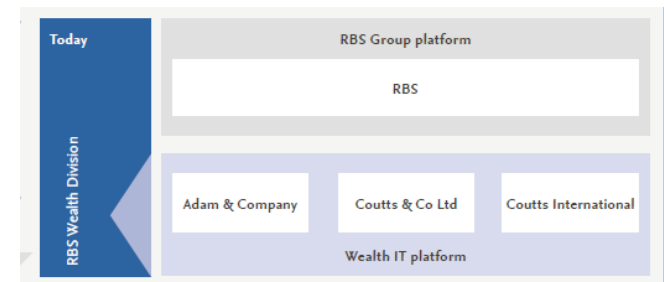 Today
RBS Group platform
RBS
RBS Wealth Division
Adam & Company
Coutts & Co Ltd
Coutts International
Wealth IT platform